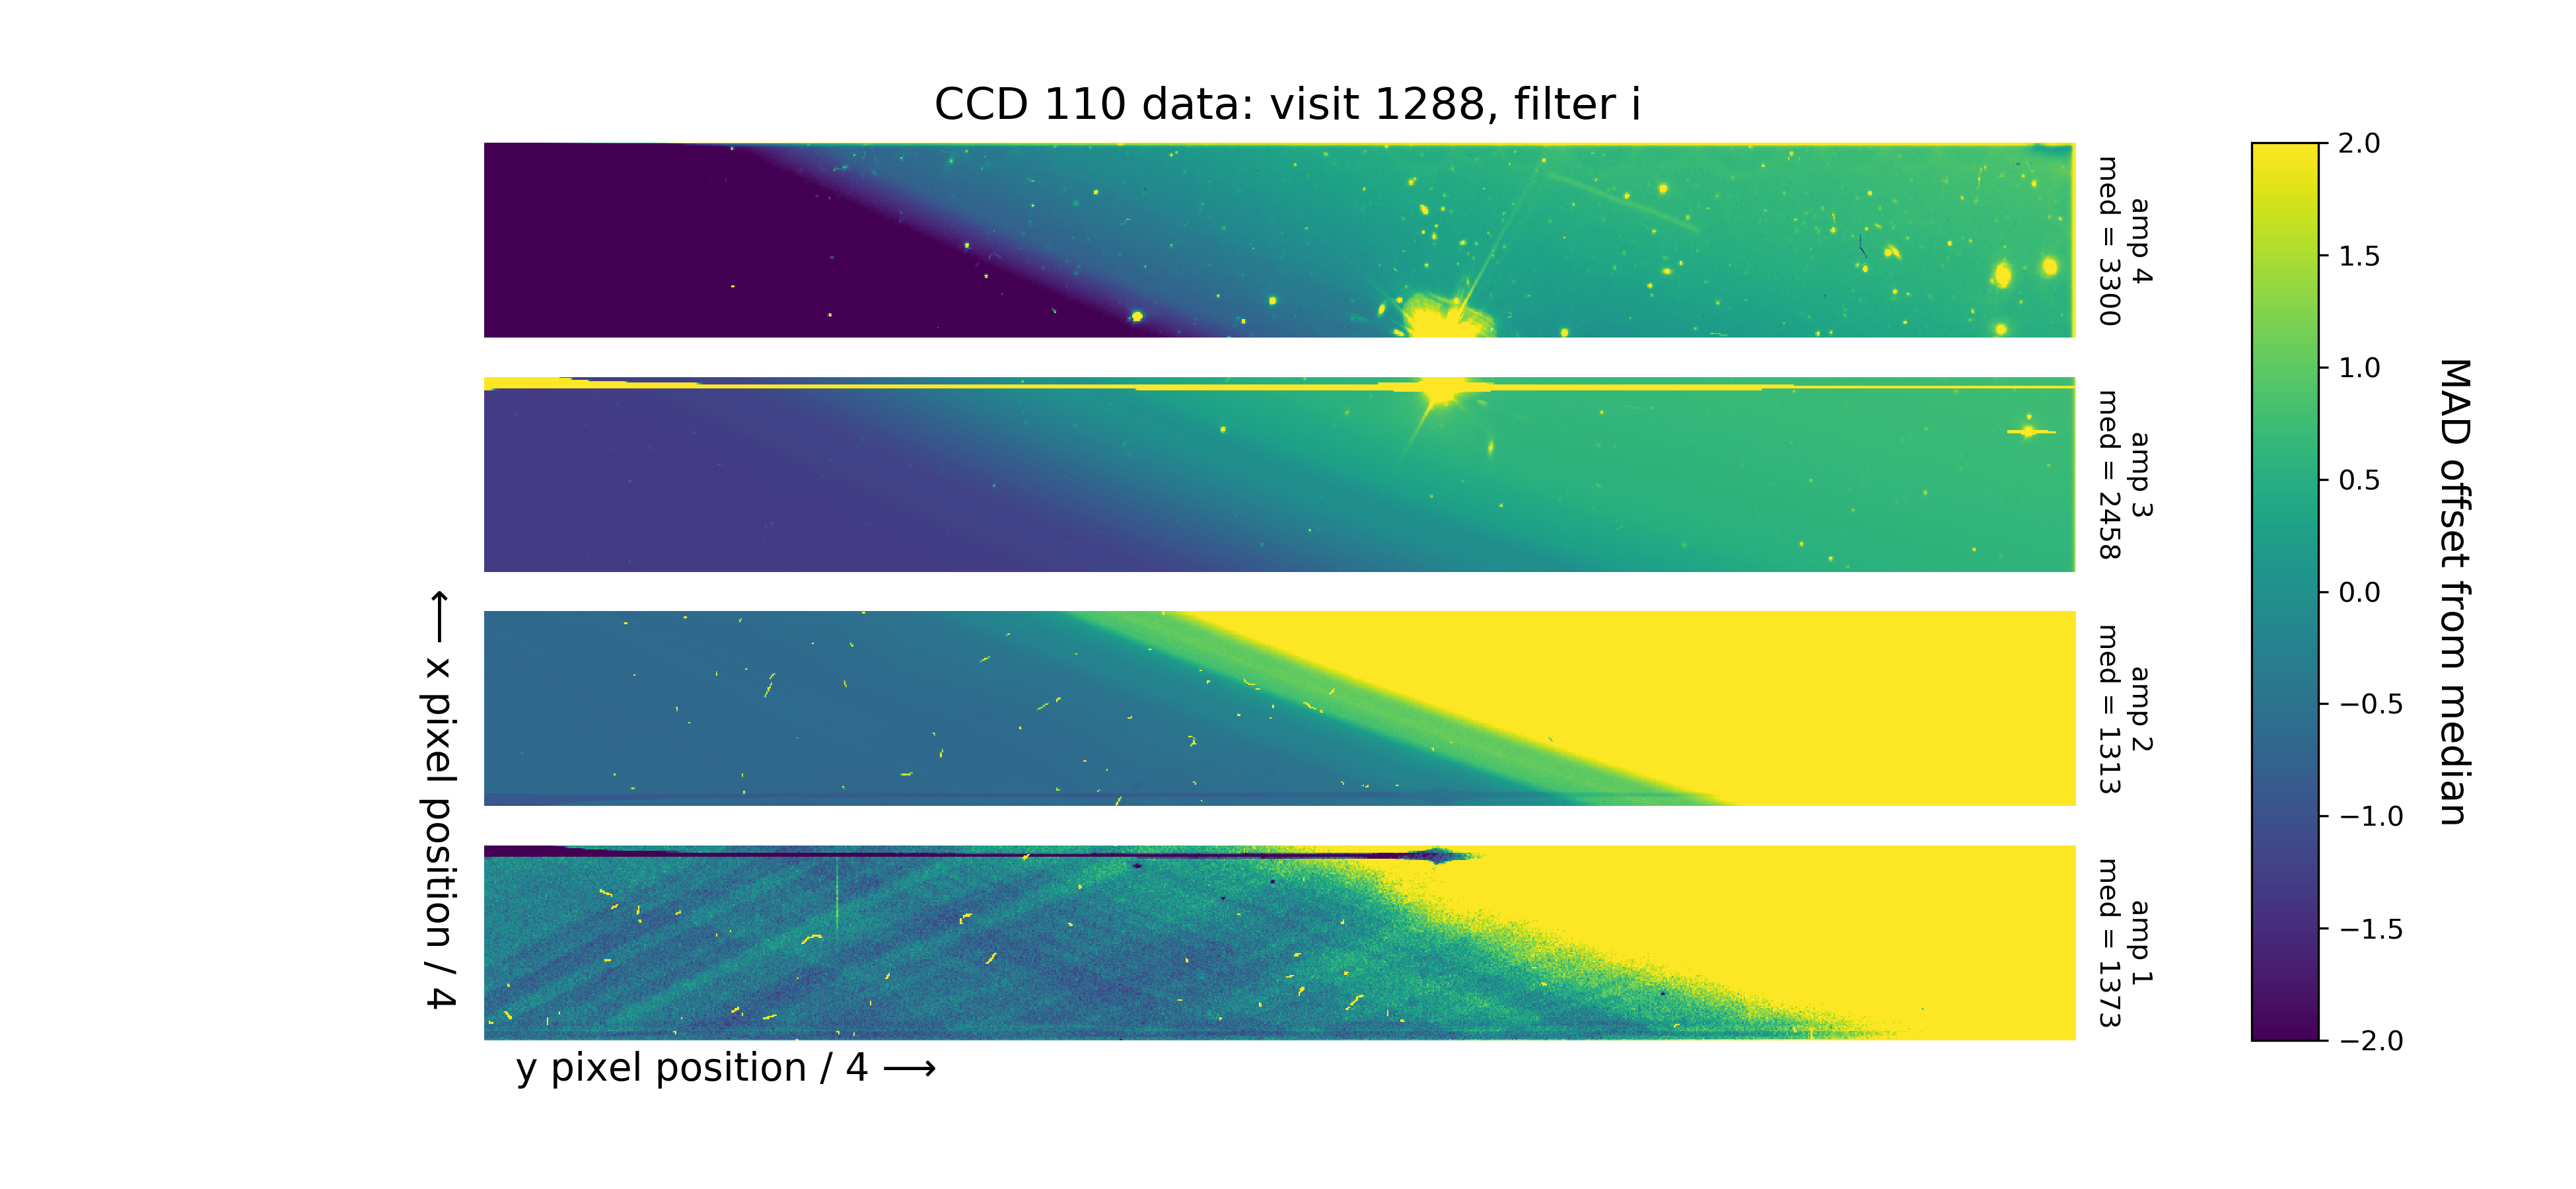 CCD 110 data: visit 1288, filter i
amp 4
med = 3300
amp 3
med = 2458
amp 2
med = 1313
amp 1
med = 1373
x pixel position / 4 ⟶
y pixel position / 4 ⟶
2.0
1.5
1.0
0.5
0.0
−0.5
−1.0
−1.5
−2.0
MAD offset from median